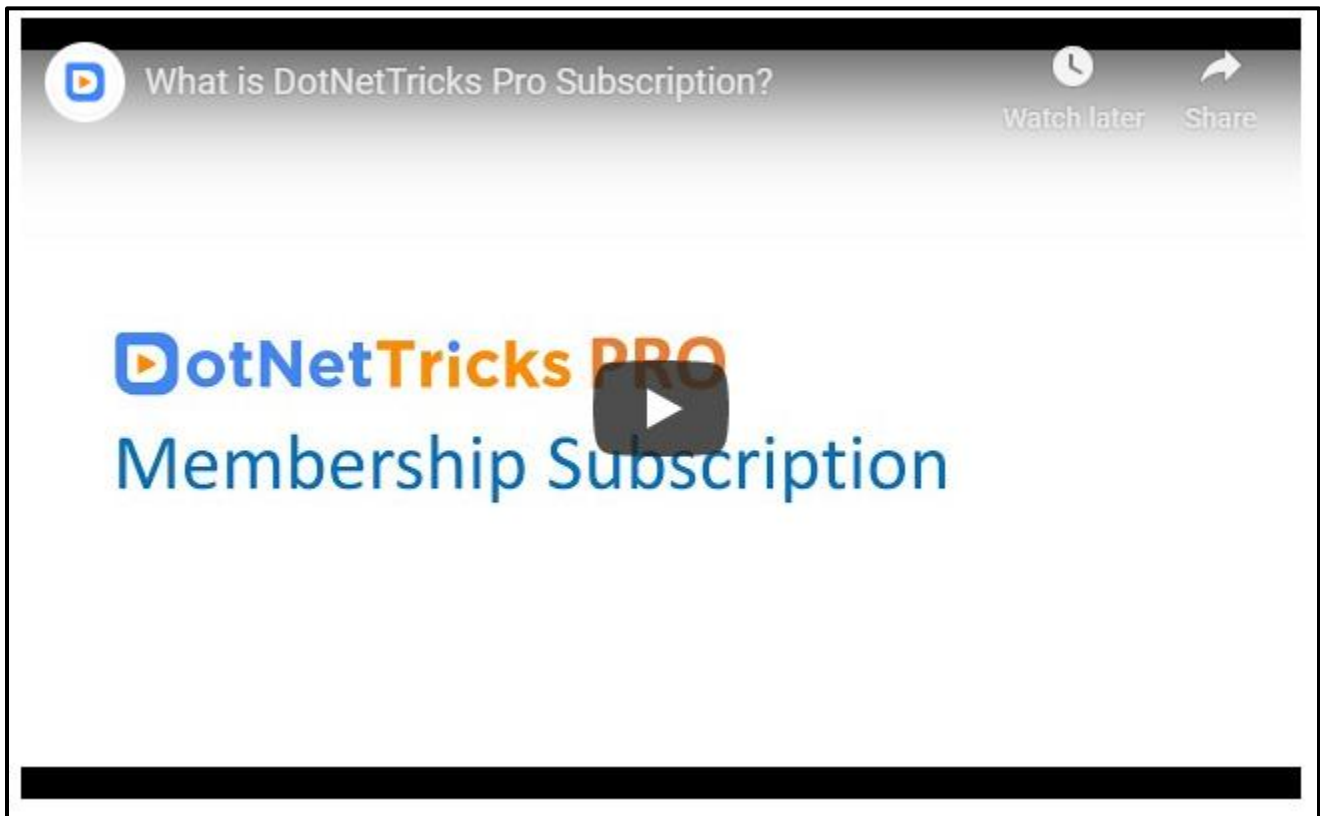 What is DotNetTricks Pro Subscription?
Watch later
Share
DotNetTricks PRO
Membership Subscription